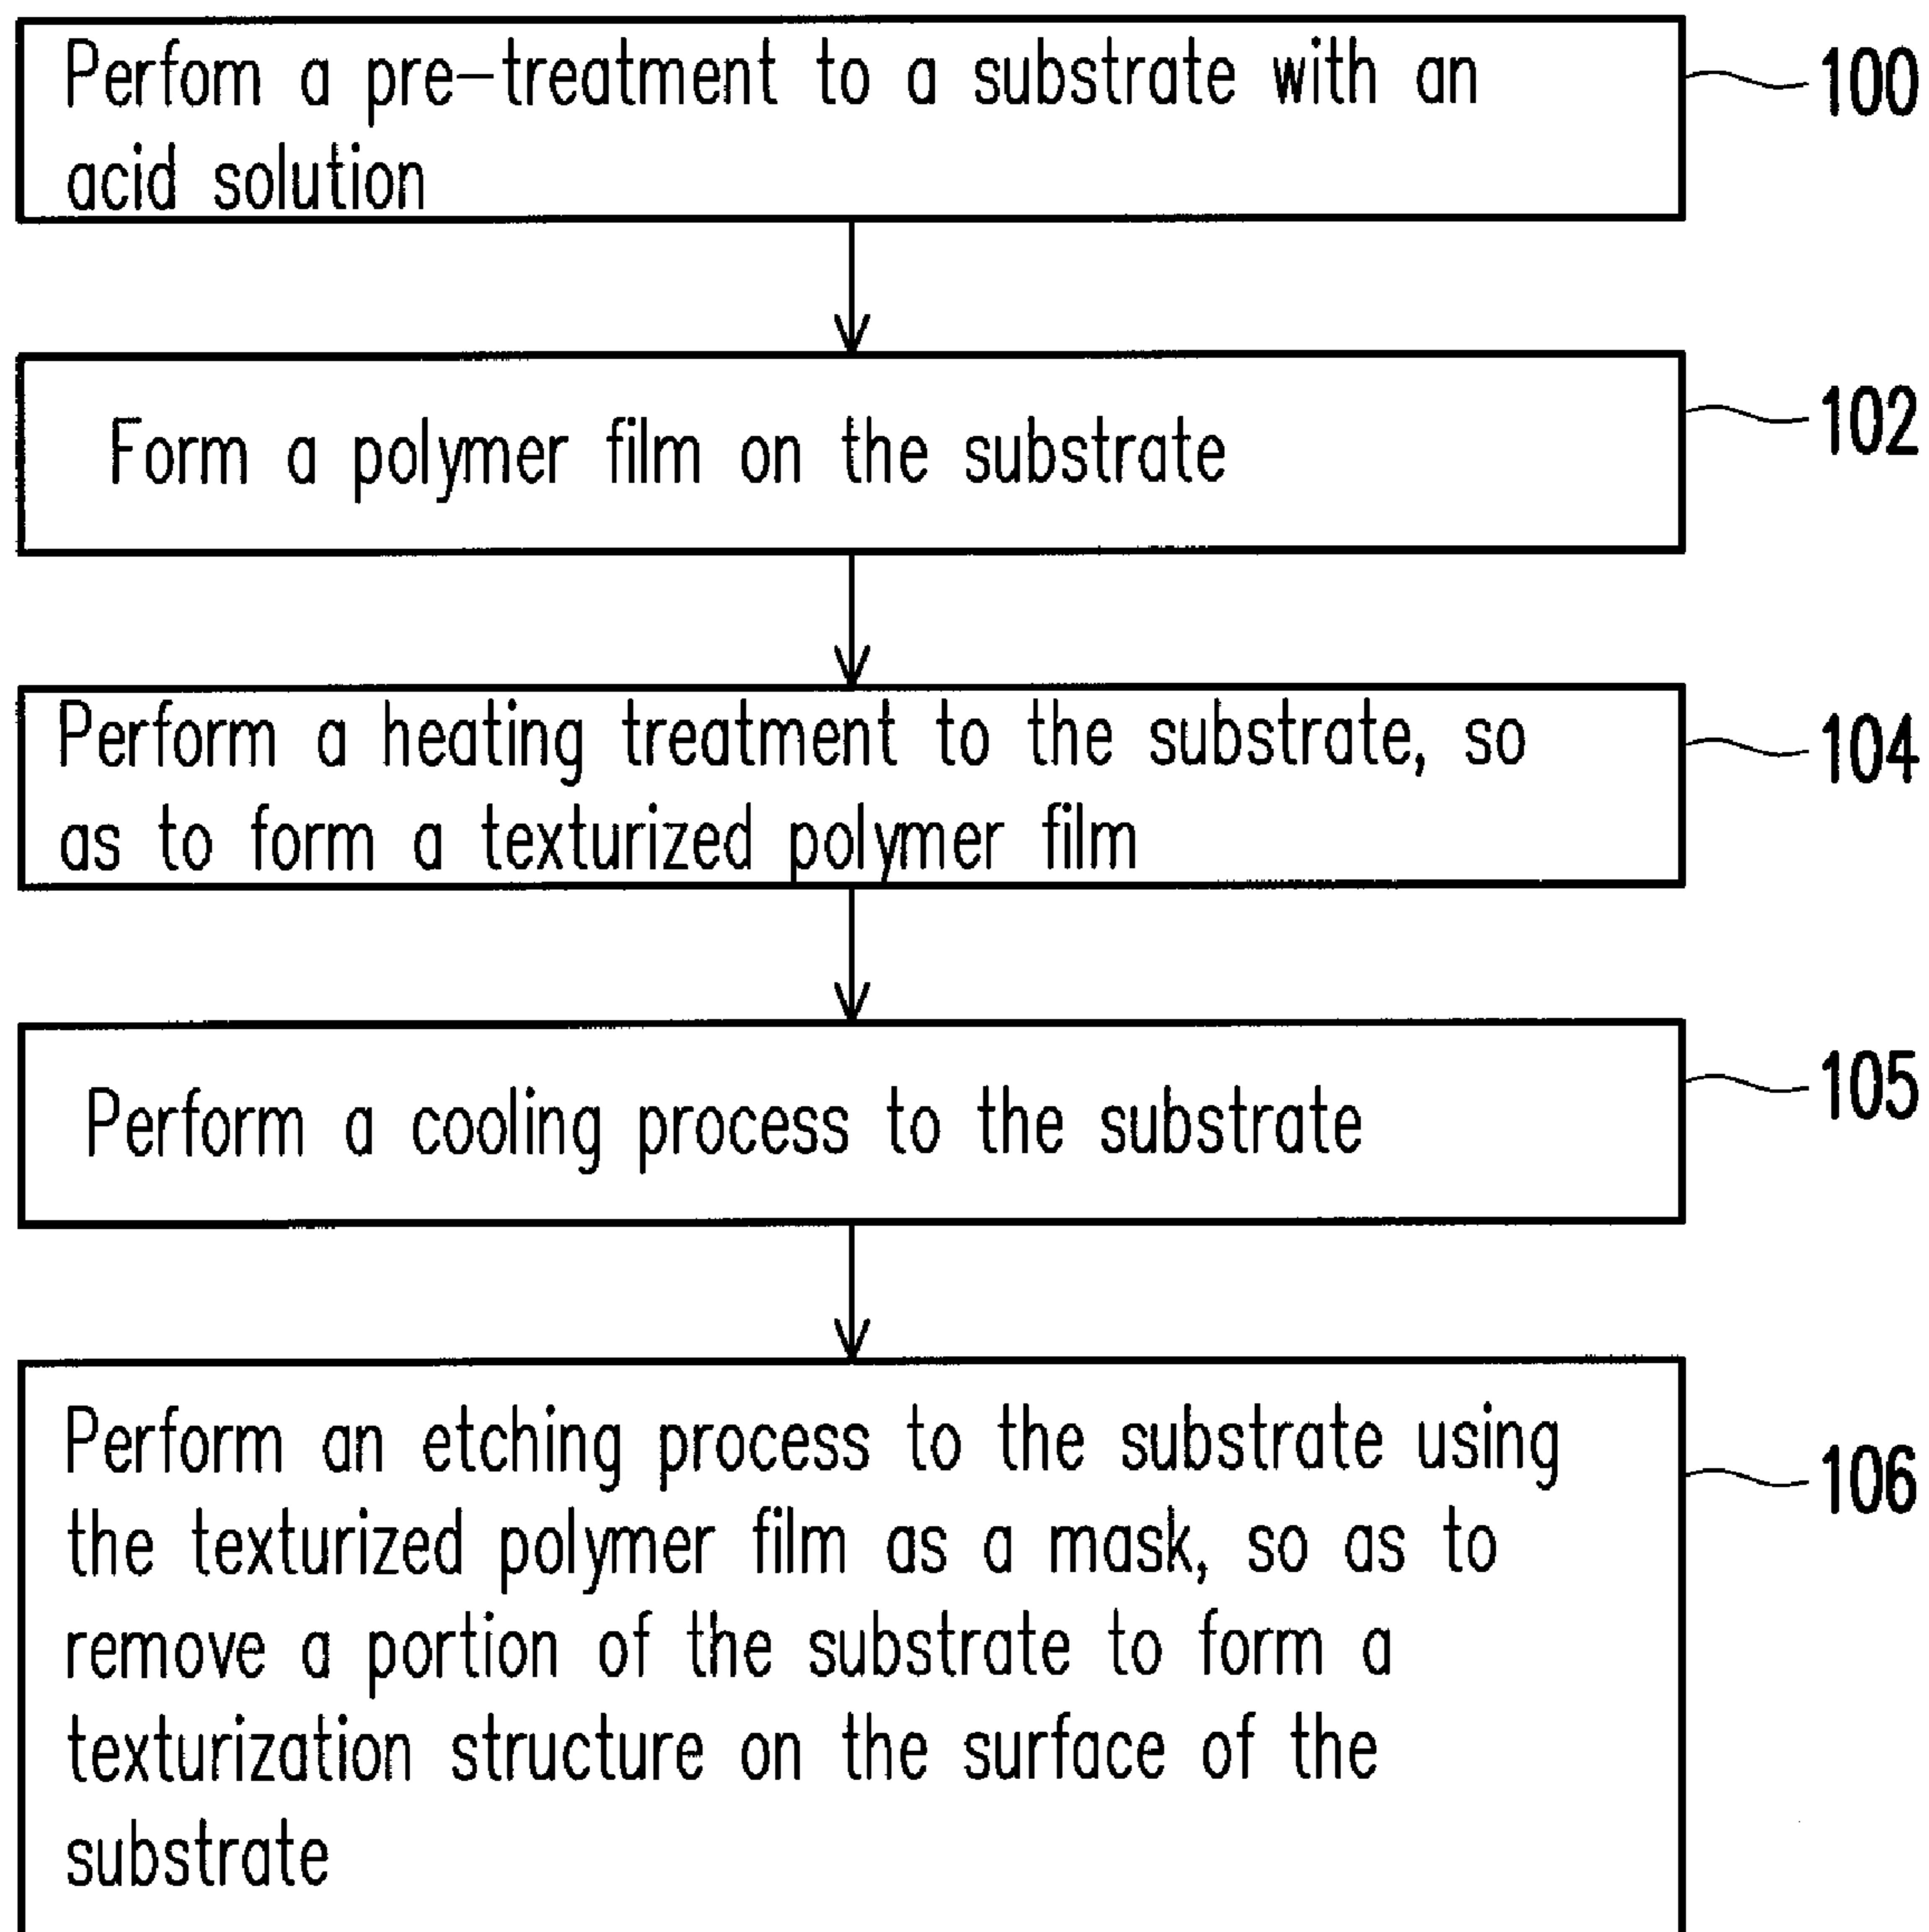 Perfom a pre-treatment to a substrate with an
acid solution
100
Form a polymer film on the substrate
102
Perform a heating treatment to the substrate, so
as to form a texturized polymer film
104
Perform a cooling process to the substrate
105
Perform an etching process to the substrate using
the texturized polymer film as a mask, so as to
remove a portion of the substrate to form a
texturization structure on the surface of the
substrate
106